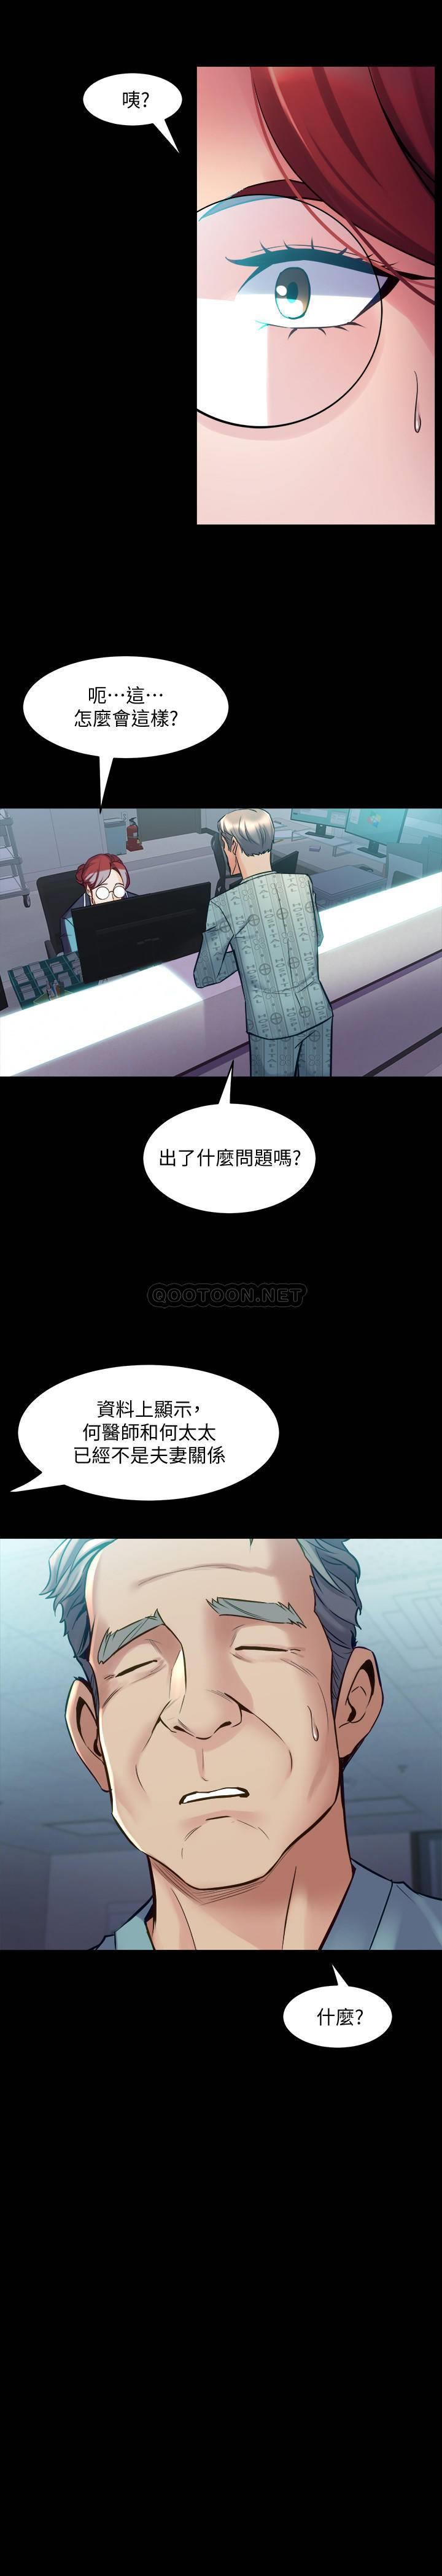 咦?
呃⋯這⋯
怎麼會這樣?
出了什麼問題嗎?
QOOTOON.NET
資料上顯示，
何醫師和何太太
已經不是夫妻關係
什麼?